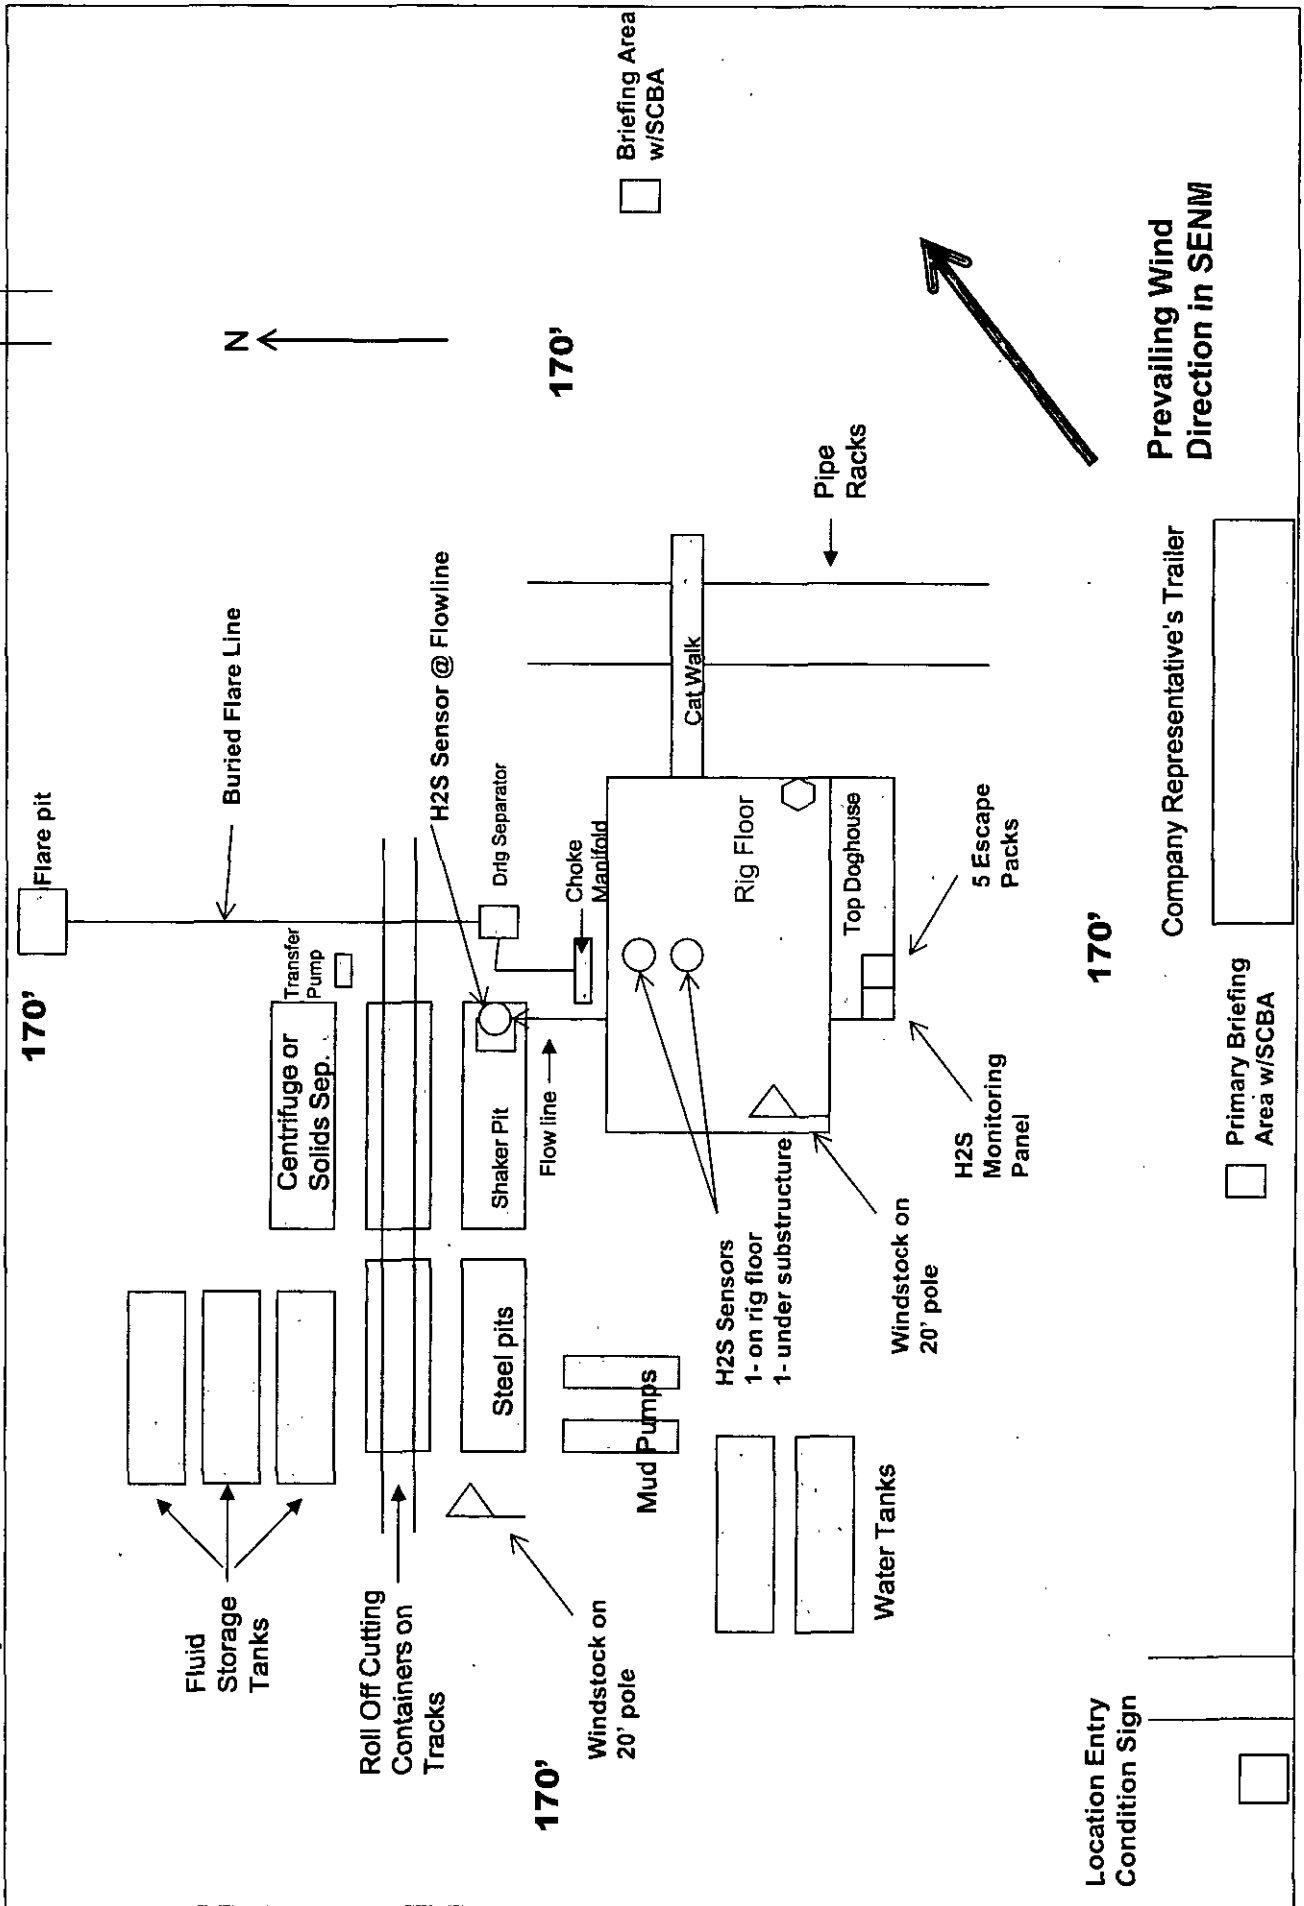 170'
Flare pit
Fluid
Storage
Tanks
Buried Flare Line
N
Centrifuge or
Solids Sep.
Transfer
Pump
Roll Off Cutting
Containers on
Tracks
H2S Sensor @ Flowline
Steel pits
Shaker Pit
Drlg Separator
170'
Windstock on
20' pole
Flow line
Choke
Manifold
170'
Briefing Area
w/SCBA
Mud Pumps
Cat Walk
H2S Sensors
1- on rig floor
1- under substructure
Rig Floor
Pipe
Racks
Water Tanks
Windstock on
20' pole
Top Doghouse
H2S
Monitoring
Panel
5 Escape
Packs
170'
Location Entry
Condition Sign
Company Representative's Trailer
Prevailing Wind
Direction in SENM
Primary Briefing
Area w/SCBA